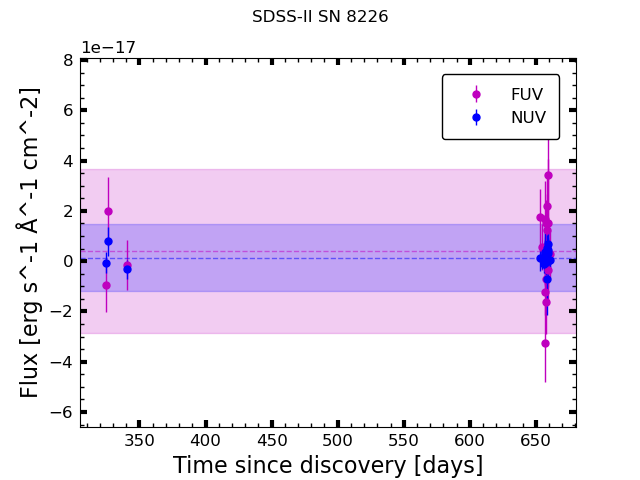 SDSS-II SN 8226
1e−17
8
6
4
2
0
−2
−4
−6
Flux [erg s^-1 Å^-1 cm^-2]
FUV
NUV
350 400 450 500 550 600 650
Time since discovery [days]